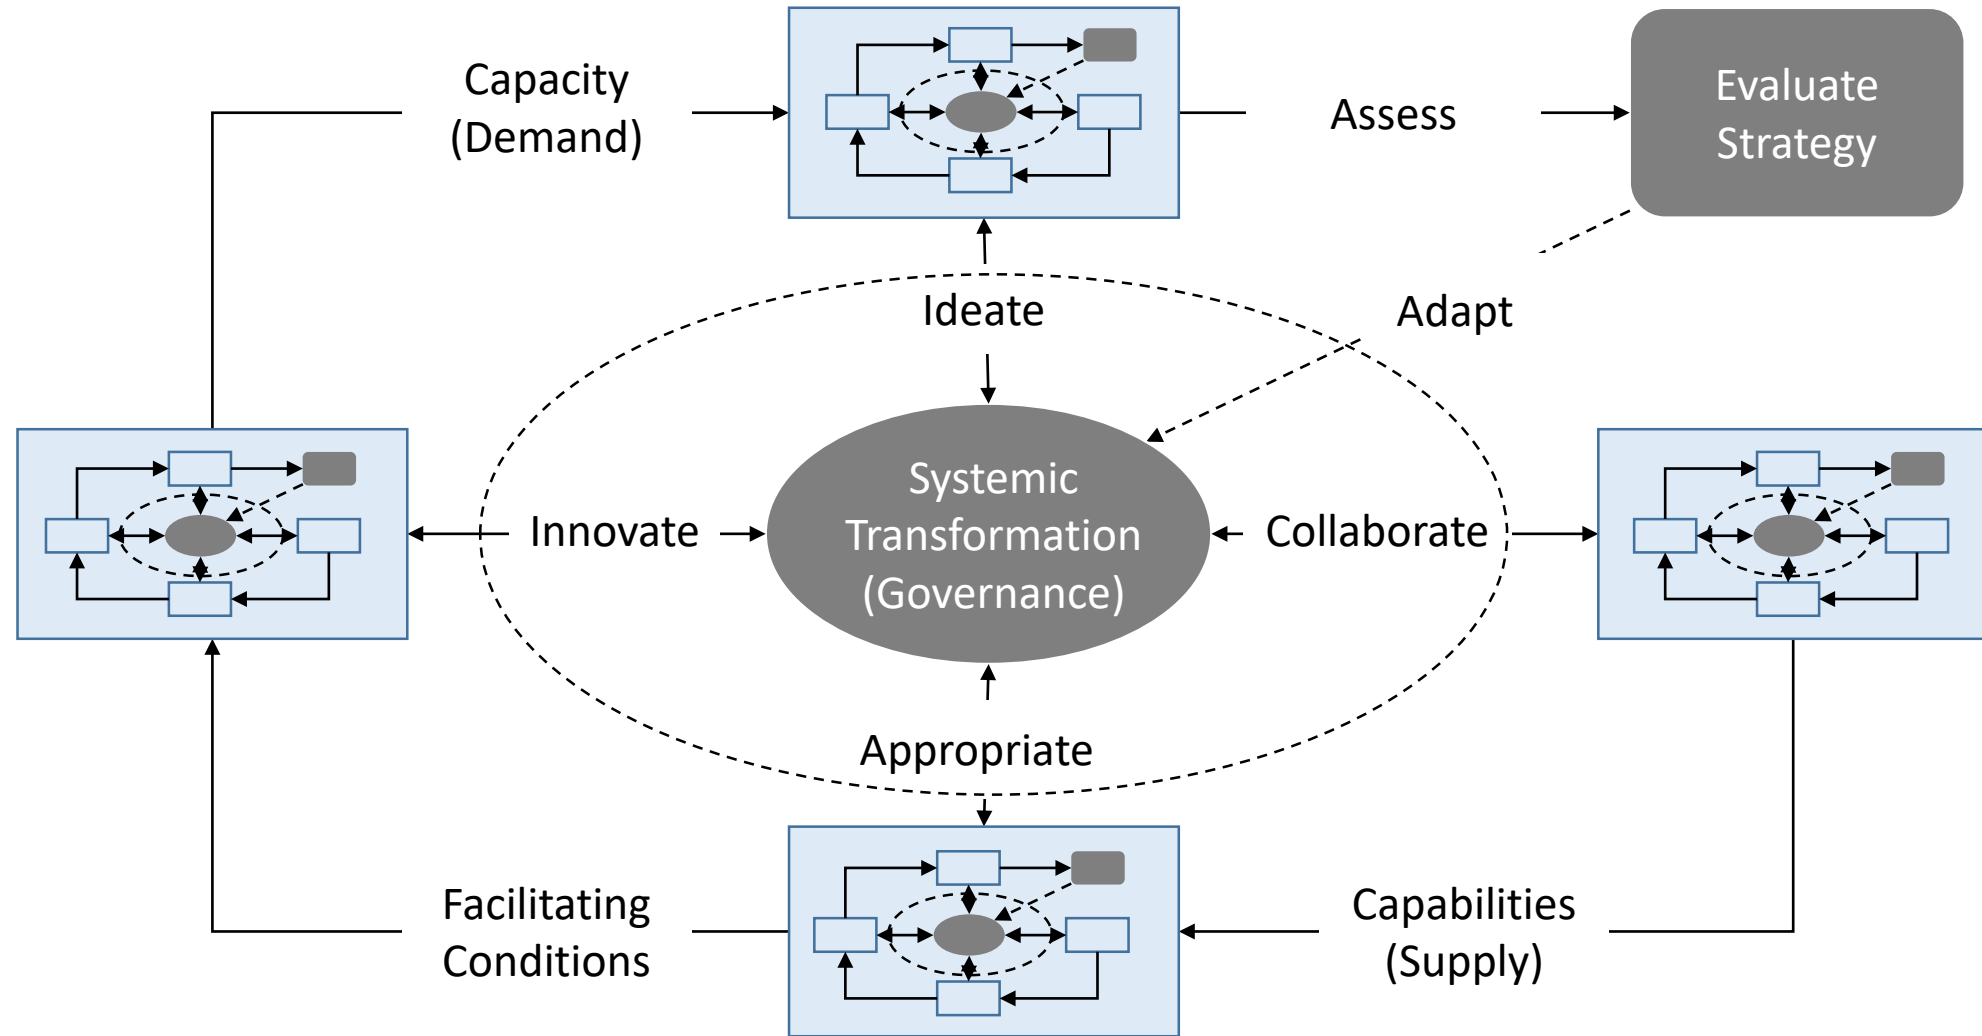 Capacity
(Demand)
Assess
Evaluate
Strategy
Ideate
Adapt
Innovate
Systemic
Transformation
(Governance)
Collaborate
Appropriate
Facilitating
Conditions
Capabilities
(Supply)